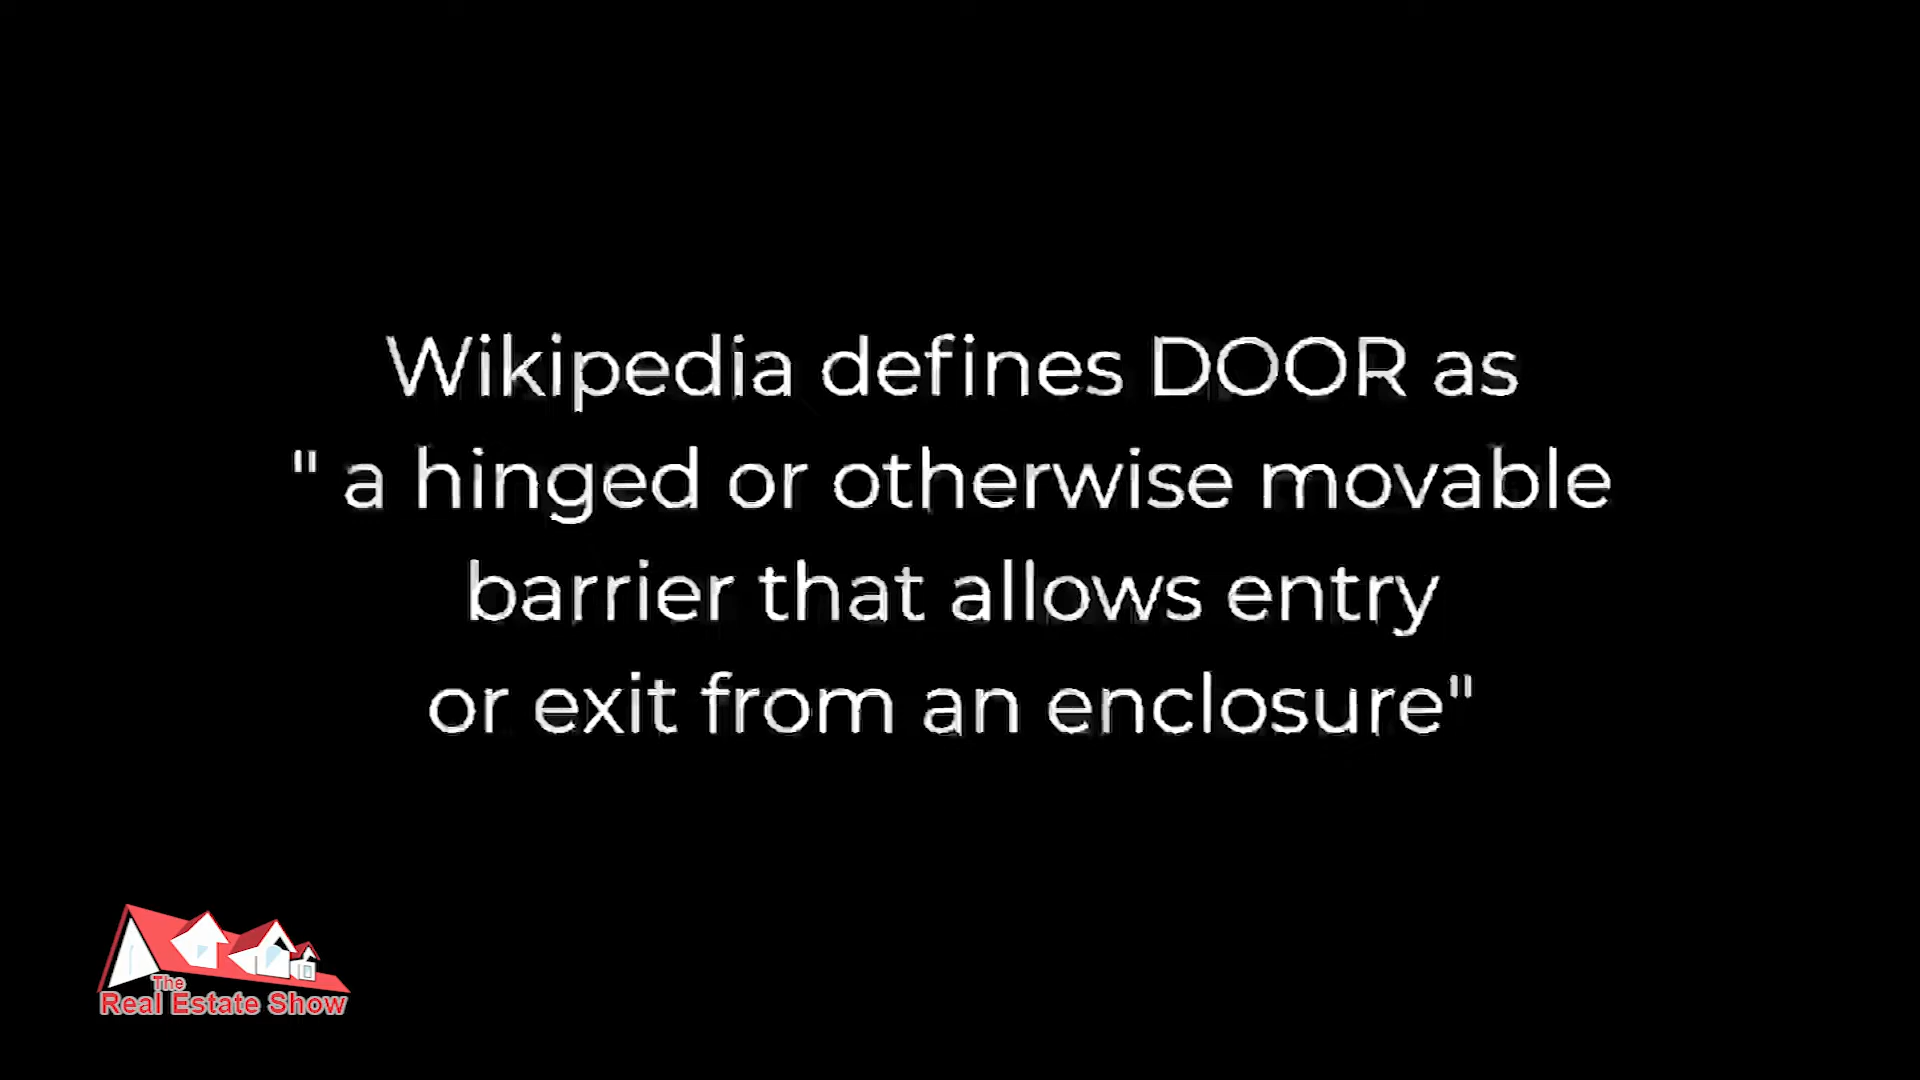 Wikipedia defines DOOR as
" a hinged or otherwise movable
barrier that allows entry
or exit from an enclosure"
The
Real Estate Show